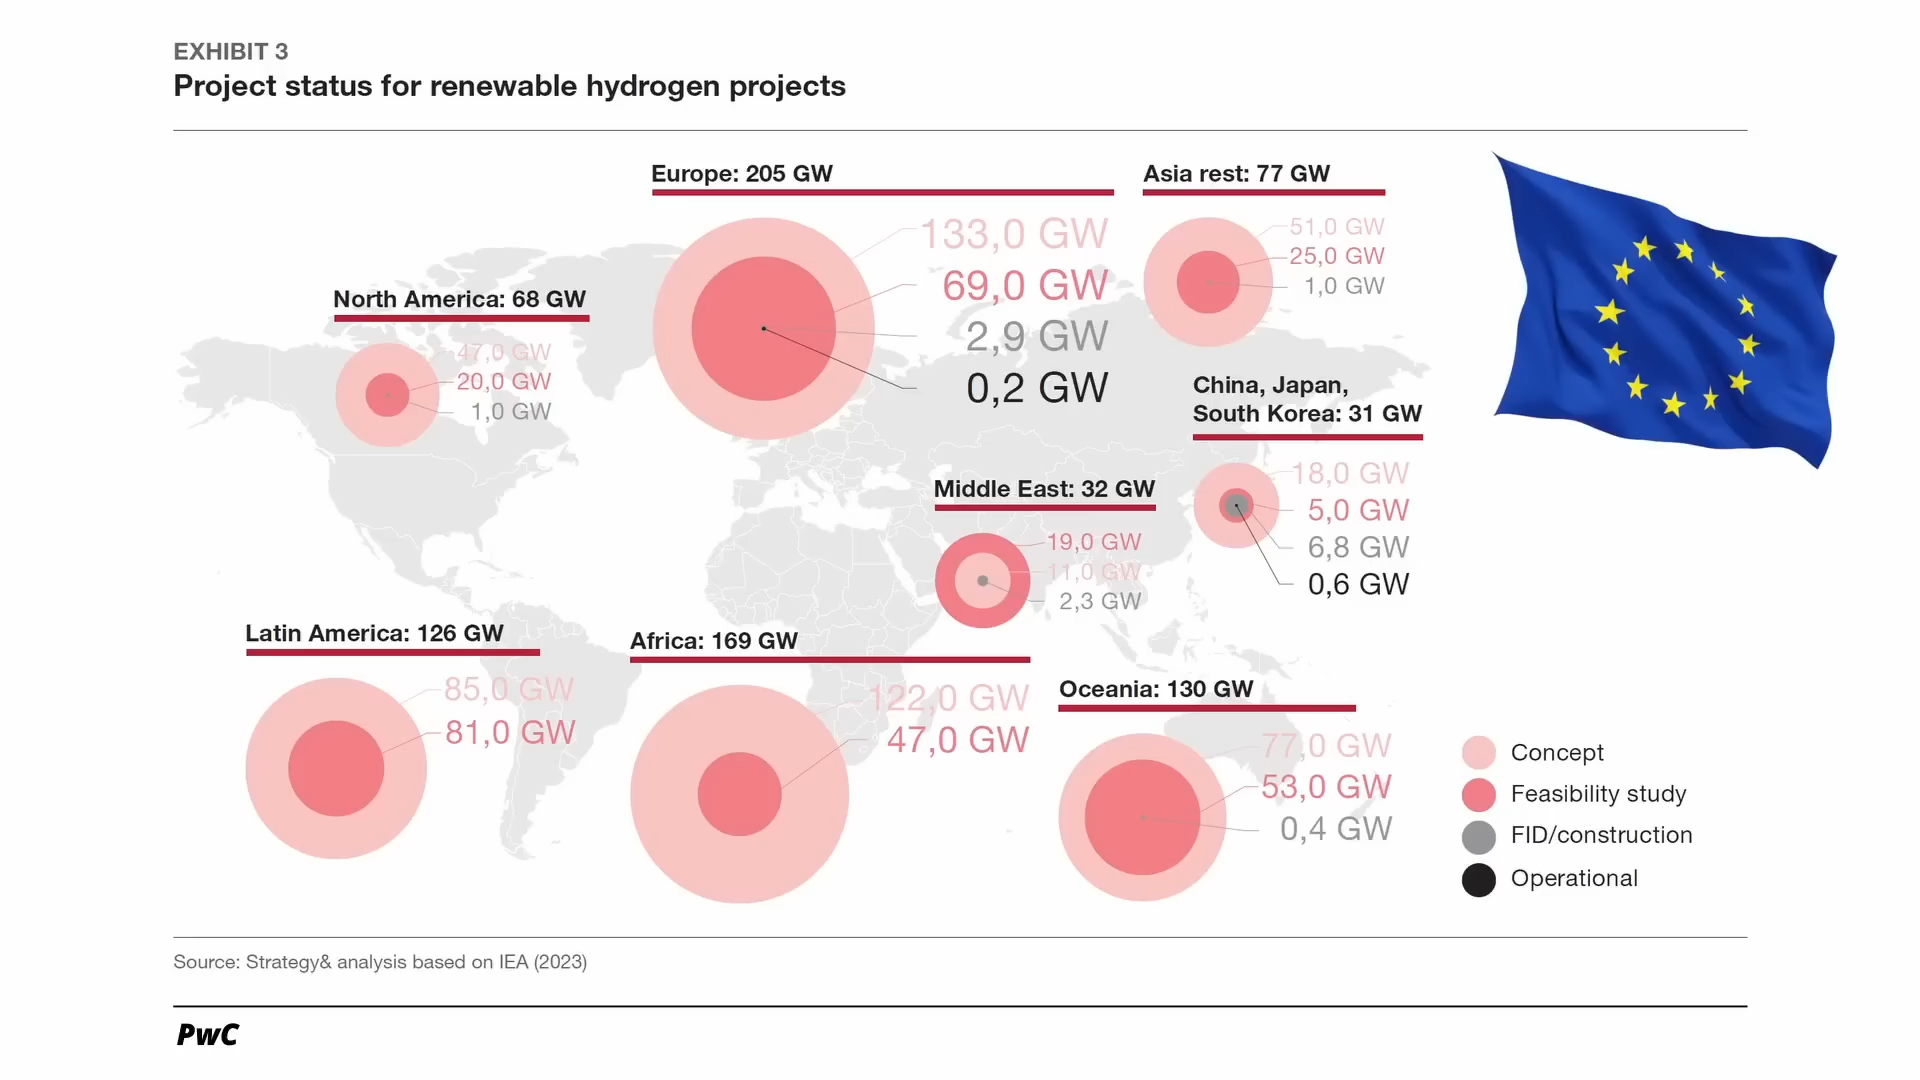 EXHIBIT 3
Project status for renewable hydrogen projects
Europe: 205 GW
133,0 GW
69,0 GW
2,9 GW
0,2 GW
Asia rest: 77 GW
51,0 GW
25,0 GW
1,0 GW
North America: 68 GW
47,0 GW
20,0 GW
1,0 GW
China, Japan,
South Korea: 31 GW
18,0 GW
5,0 GW
6,8 GW
0,6 GW
Middle East: 32 GW
19,0 GW
11,0 GW
2,3 GW
Latin America: 126 GW
85,0 GW
81,0 GW
Africa: 169 GW
122,0 GW
47,0 GW
Oceania: 130 GW
77,0 GW
53,0 GW
0,4 GW
Concept
Feasibility study
FID/construction
Operational
Source: Strategy& analysis based on IEA (2023)
PwC